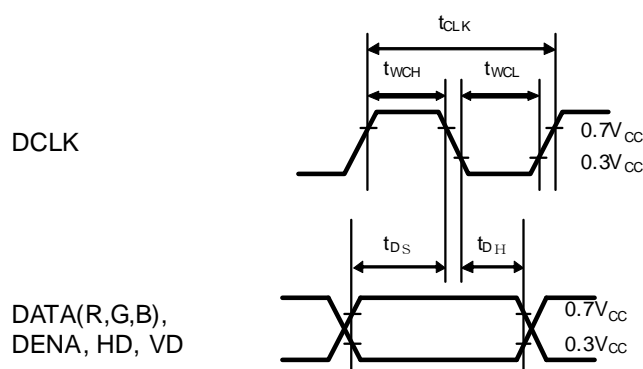 tCLK
tWCH tWCL
DCLK
0.7VCC
0.3VCC
tDS tDH
DATA(R,G,B),
DENA, HD, VD
0.7VCC
0.3VCC